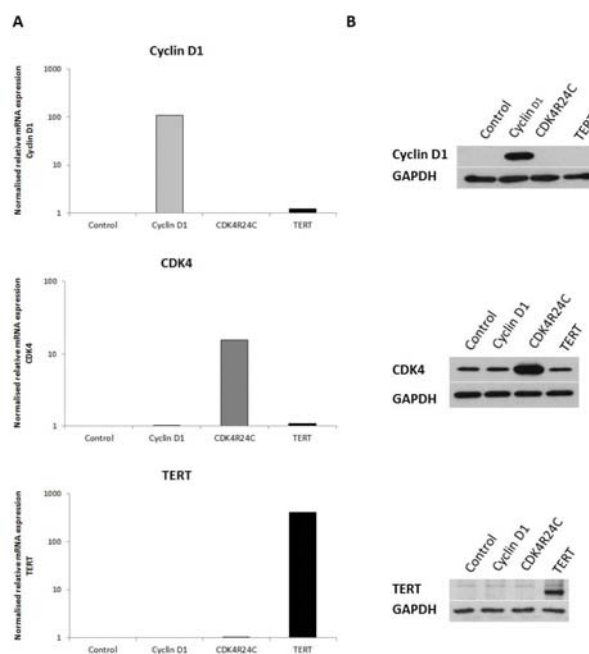 A
B
Cyclin D1
Normalised relative mRNA expression
Cyclin D1
1000
100
10
1
Control Cyclin D1 CDK4R24C TERT
Control Cyclin D1 CDK4R24C TERT
Cyclin D1
GAPDH
CDK4
Normalised relative mRNA expression
CDK4
100
10
1
Control Cyclin D1 CDK4R24C TERT
Control Cyclin D1 CDK4R24C TERT
CDK4
GAPDH
TERT
Normalised relative mRNA expression
TERT
1000
100
10
1
Control Cyclin D1 CDK4R24C TERT
Control Cyclin D1 CDK4R24C TERT
TERT
GAPDH